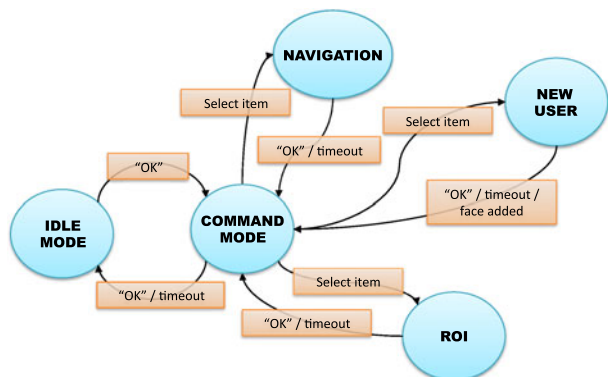 NAVIGATION
NEW
USER
Select item
Select item
“OK” / timeout
“OK”
“OK” / timeout /
face added
IDLE
MODE
COMMAND
MODE
Select item
“OK” / timeout
“OK” / timeout
ROI